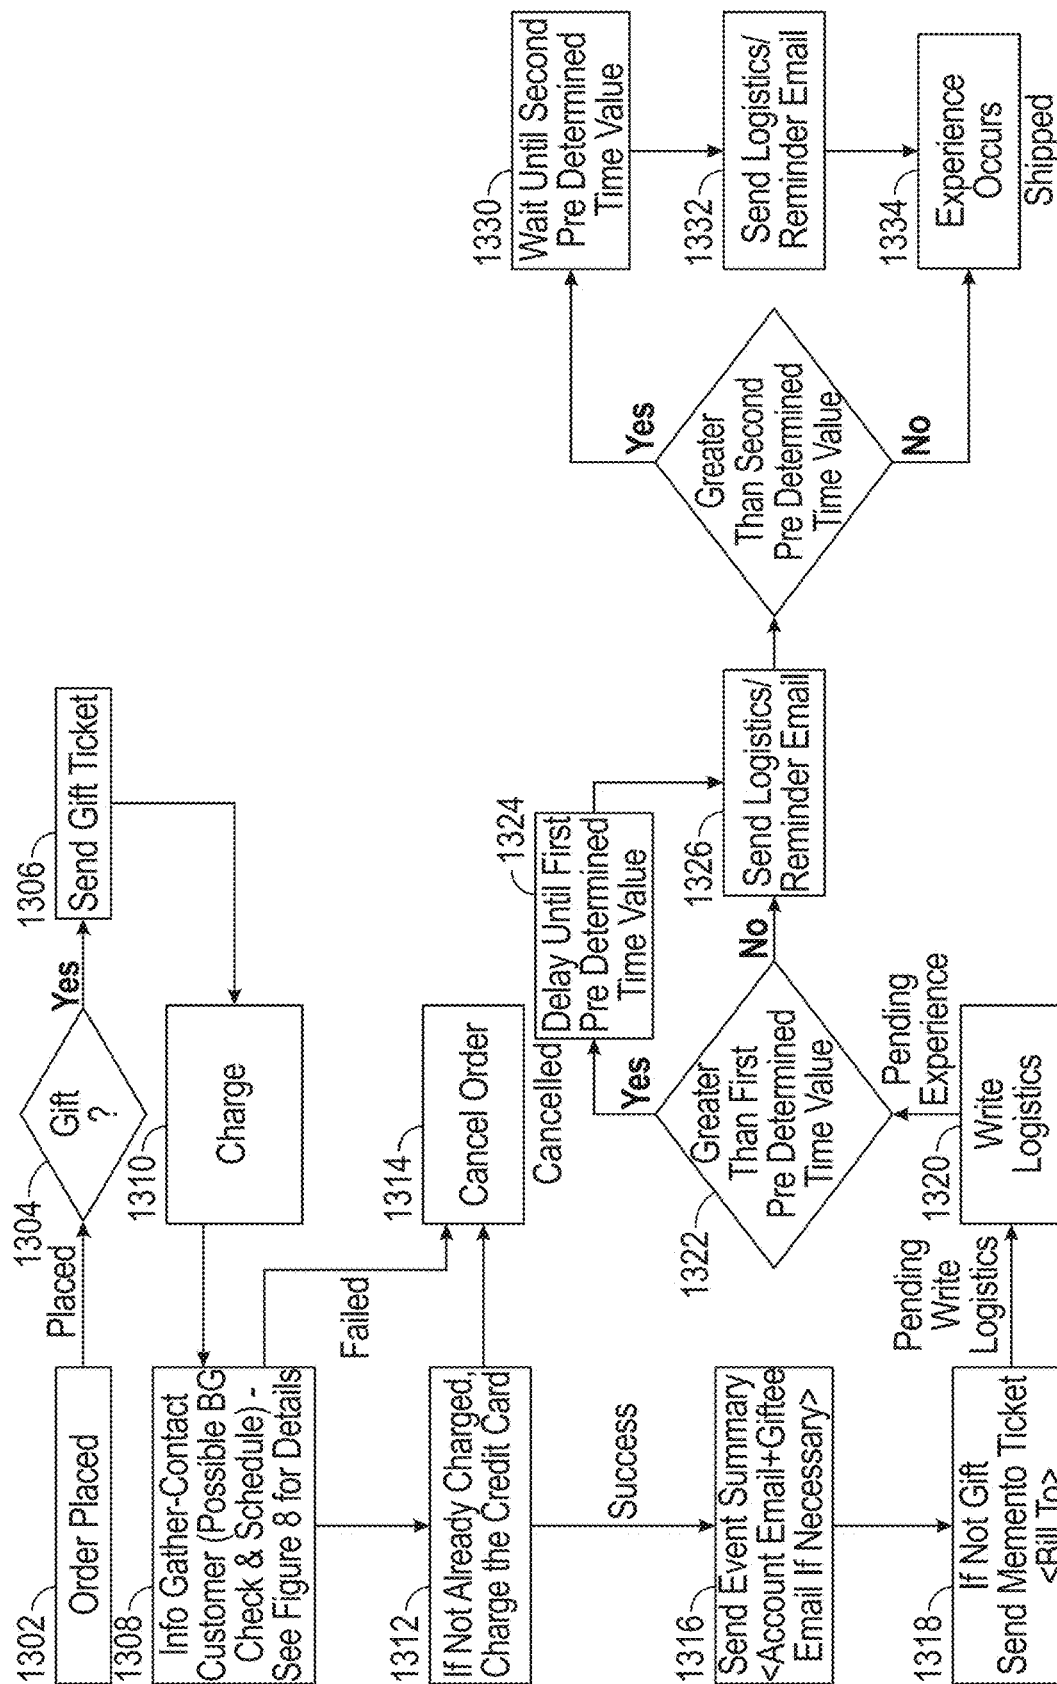 1302
Order Placed
Placed
1304
Gift
?
Yes
1306
Send Gift Ticket
1308
Info Gather-Contact
Customer (Possible BG
Check & Schedule) -
See Figure 8 for Details
1310
Charge
Failed
1312
If Not Already Charged,
Charge the Credit Card
1314
Cancel Order
Cancelled
Success
1316
Send Event Summary
<Account Email+Giftee
Email If Necessary>
1318
If Not Gift
Send Memento Ticket
<Bill To>
Pending
Write
Logistics
1320
Write
Logistics
Pending
Experience
1322
Greater
Than First
Pre Determined
Time Value
Yes
No
1324
Delay Until First
Pre Determined
Time Value
1326
Send Logistics/
Reminder Email
Greater
Than Second
Pre Determined
Time Value
Yes
No
1330
Wait Until Second
Pre Determined
Time Value
1332
Send Logistics/
Reminder Email
1334
Experience
Occurs
Shipped